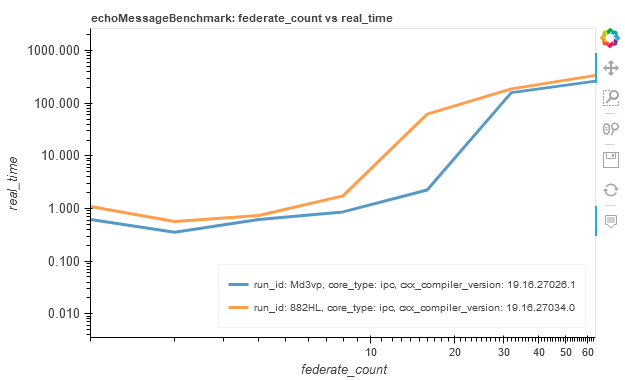 echoMessageBenchmark: federate_count vs real_time
1000.000
100.000
10.000
1.000
0.100
0.010
real_time
run_id: Md3vp, core_type: ipc, cxx_compiler_version: 19.16.27026.1
run_id: 882HL, core_type: ipc, cxx_compiler_version: 19.16.27034.0
10 20 30 40 50 60
federate_count